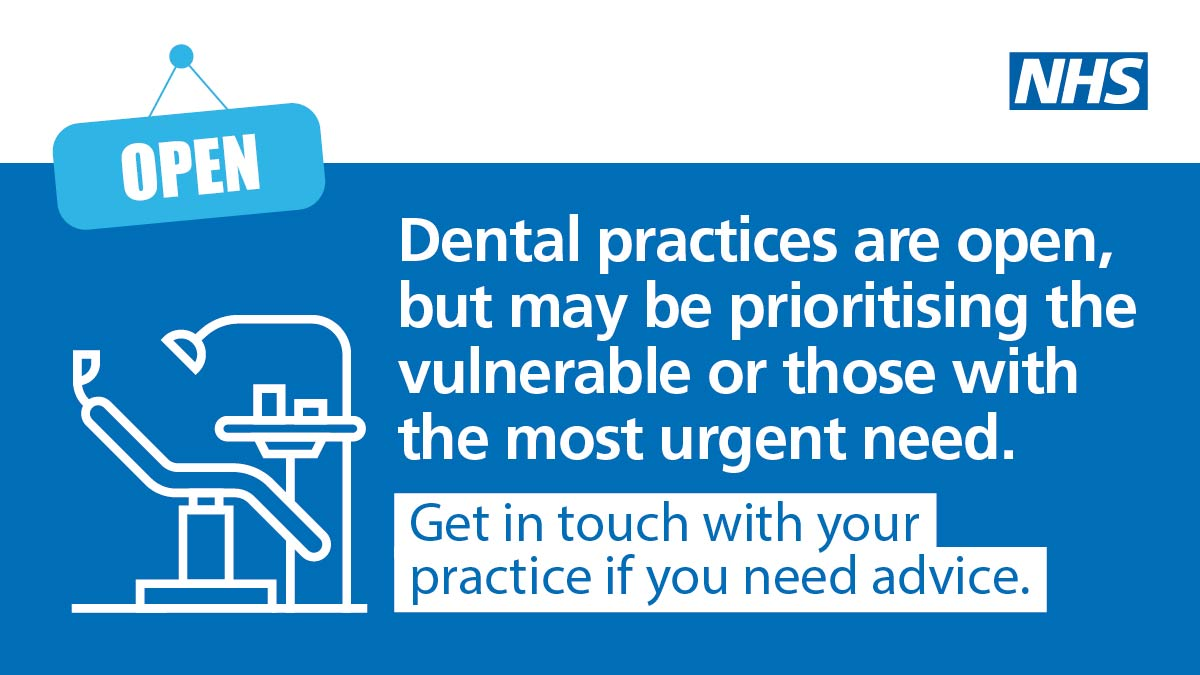 OPEN
NHS
Dental practices are open,
but may be prioritising the
vulnerable or those with
the most urgent need.
Get in touch with your
practice if you need advice.